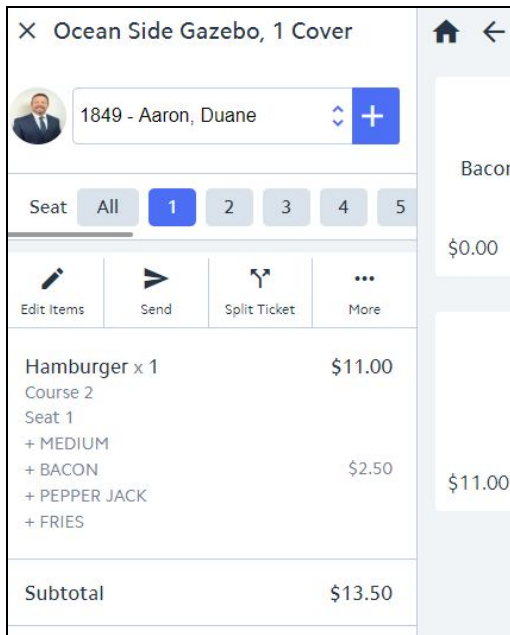 × Ocean Side Gazebo, 1 Cover
1849 - Aaron, Duane
+
Seat All 1 2 3 4 5
Edit Items Send Split Ticket More
Hamburger x 1 $11.00
Course 2
Seat 1
+ MEDIUM
+ BACON $2.50
+ PEPPER JACK
+ FRIES
Subtotal $13.50
Bacon
$0.00
$11.00